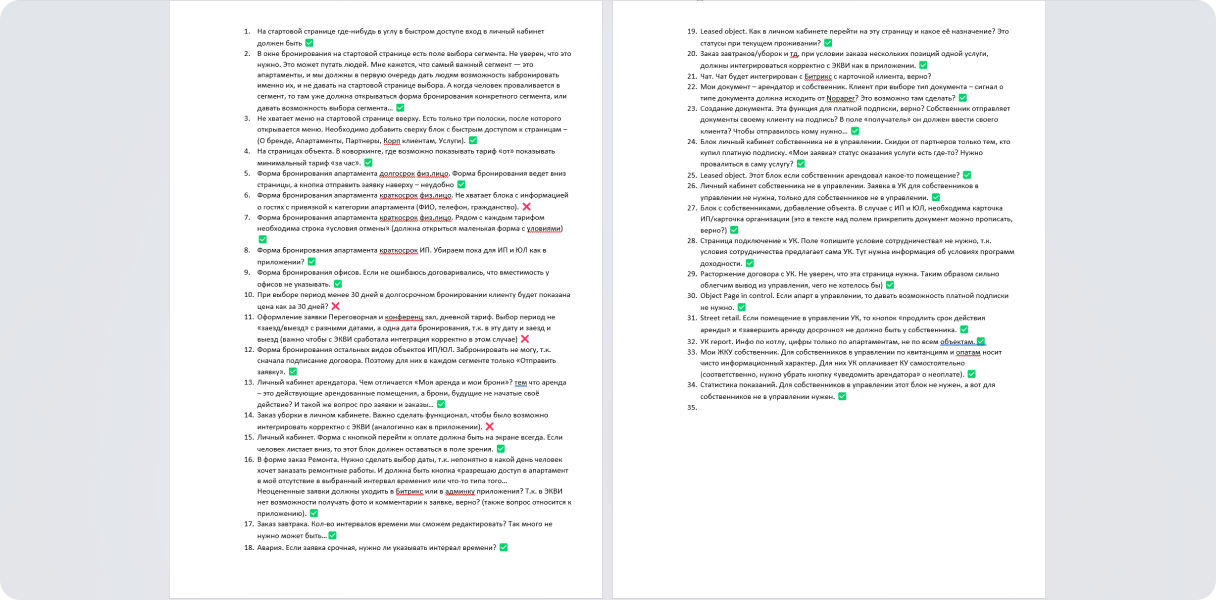 1. На стартовой странице где-нибудь в углу в быстром доступе вход в личный кабинет
должен быть ✅
2. В окне бронирования на стартовой странице есть поле выбора сегмента. Не уверен, что это
нужно. Это может путать людей. Мне кажется, что самый важный сегмент — это
апартаменты, и мы должны в первую очередь дать людям возможность забронировать
именно их, и не давать на стартовой странице выбора. А когда человек проваливается в
сегмент, то там уже должна открываться форма бронирования конкретного сегмента, или
давать возможность выбора сегмента… ✅
3. Не хватает меню на стартовой странице вверху. Есть только три полоски, после которого
открывается меню. Необходимо добавить сверху блок с быстрым доступом к страницам –
(О бренде, Апартаменты, Партнеры, Корп клиентам, Услуги). ✅
4. На страницах объекта. В коворкинге, где возможно показывать тариф «от» показывать
минимальный тариф «за час». ✅
5. Форма бронирования апартамента долгосрок физ.лицо. Форма бронирования ведет вниз
страницы, а кнопка отправить заявку наверху – неудобно ✅
6. Форма бронирования апартамента краткосрок физ.лицо. Не хватает блока с информацией
о гостях с привязкой к категории апартамента (ФИО, телефон, гражданство). ❌
7. Форма бронирования апартамента краткосрок физ.лицо. Рядом с каждым тарифом
необходима строка «условия отмены» (должна открыться маленькая форма с уловиями)
✅
8. Форма бронирования апартамента краткосрок ИП. Убираем пока для ИП и ЮЛ как в
приложении? ✅
9. Форма бронирования офисов. Если не ошибаюсь договаривались, что вместимость у
офисов не указывать. ✅
10. При выборе период менее 30 дней в долгосрочном бронировании клиенту будет показана
цена как за 30 дней? ❌
11. Оформление заявки Переговорная и конференц зал, дневной тариф. Выбор период не
«заезд/выезд» с разными датами, а одна дата бронирования, т.к. в эту дату и заезд и
выезд (важно чтобы с ЭКВИ сработала интеграция корректно в этом случае) ❌
12. Форма бронирования остальных видов объектов ИП/ЮЛ. Забронировать не могу, т.к.
сначала подписание договора. Поэтому для них в каждом сегменте только «Отправить
заявку». ✅
13. Личный кабинет арендатора. Чем отличается «Моя аренда и мои брони»? тем что аренда
– это действующие арендованные помещения, а брони, будущие не начатые своё
действие? И такой же вопрос про заявки и заказы… ✅
14. Заказ уборки в личном кабинете. Важно сделать функционал, чтобы было возможно
интегрировать корректно с ЭКВИ (аналогично как в приложении). ❌
15. Личный кабинет. Форма с кнопкой перейти к оплате должна быть на экране всегда. Если
человек листает вниз, то этот блок должен оставаться в поле зрения. ✅
16. В форме заказ Ремонта. Нужно сделать выбор даты, т.к. непонятно в какой день человек
хочет заказать ремонтные работы. И должна быть кнопка «разрешаю доступ в апартамент
в моё отсутствие в выбранный интервал времени» или что-то типа того…
Неоцененные заявки должны уходить в Битрикс или в админку приложения? Т.к. в ЭКВИ
нет возможности получать фото и комментарии к заявке, верно? (также вопрос относится к
приложению). ✅
17. Заказ завтрака. Кол-во интервалов времени мы сможем редактировать? Так много не
нужно может быть… ✅
18. Авария. Если заявка срочная, нужно ли указывать интервал времени? ✅
19. Leased object. Как в личном кабинете перейти на эту страницу и какое её назначение? Это
статусы при текущем проживании? ✅
20. Заказ завтраков/уборок и тд, при условии заказа нескольких позиций одной услуги,
должны интегрироваться корректно с ЭКВИ как в приложении. ✅
21. Чат. Чат будет интегрирован с Битрикс с карточкой клиента, верно?
22. Мои документ – арендатор и собственник. Клиент при выборе тип документа – сигнал о
типе документа должна исходить от Nopaper? Это возможно там сделать? ✅
23. Создание документа. Эта функция для платной подписки, верно? Собственник отправляет
документы своему клиенту на подпись? В поле «получатель» он должен ввести своего
клиента? Чтобы отправилось кому нужно… ✅
24. Блок личный кабинет собственника не в управлении. Скидки от партнеров только тем, кто
купил платную подписку. «Мои заявка» статус оказания услуги есть где-то? Нужно
провалиться в саму услугу? ✅
25. Leased object. Этот блок если собственник арендовал какое-то помещение? ✅
26. Личный кабинет собственника не в управлении. Заявка в УК для собственников в
управлении не нужна, только для собственников не в управлении. ✅
27. Блок с собственниками, добавление объекта. В случае с ИП и ЮЛ, необходима карточка
ИП/карточка организации (это в тексте над полем прикрепить документ можно прописать,
верно?) ✅
28. Страница подключение к УК. Поле «опишите условие сотрудничества» не нужно, т.к.
условия сотрудничества предлагает сама УК. Тут нужна информация об условиях программ
доходности. ✅
29. Расторжение договора с УК. Не уверен, что эта страница нужна. Таким образом сильно
облегчим вывод из управления, чего не хотелось бы) ✅
30. Object Page in control. Если апарт в управлении, то давать возможность платной подписки
не нужно. ✅
31. Street retail. Если помещение в управлении УК, то кнопок «продлить срок действия
аренды» и «завершить аренду досрочно» не должно быть у собственника. ✅
32. УК report. Инфо по котлу, цифры только по апартаментам, не по всем объектам. ✅
33. Мои ЖКУ собственник. Для собственников в управлении по квитанциям и опатам носит
чисто информационный характер. Для них УК оплачивает КУ самостоятельно
(соответственно, нужно убрать кнопку «уведомить арендатора» о неоплате). ✅
34. Статистика показаний. Для собственников в управлении этот блок не нужен, а вот для
собственников не в управлении нужен. ✅
35.